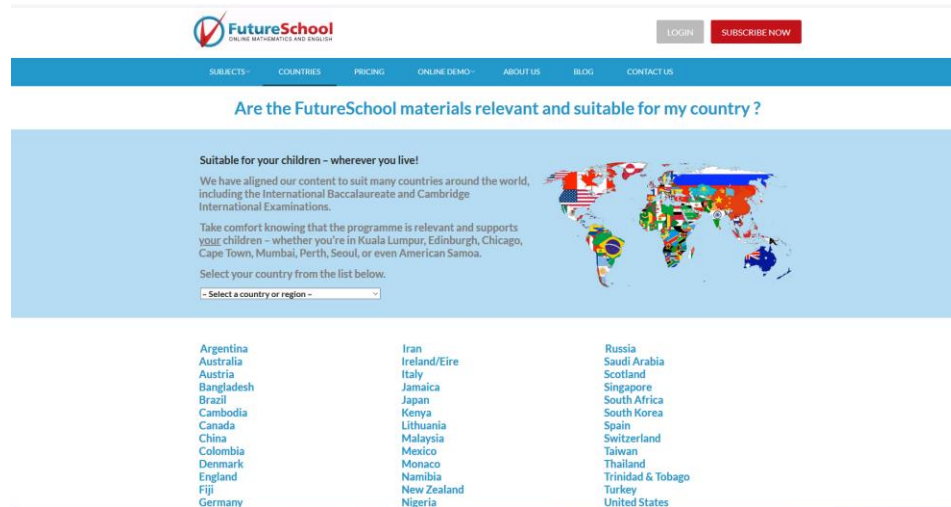 FutureSchool
ONLINE MATHEMATICS AND ENGLISH
LOGIN
SUBSCRIBE NOW
SUBJECTS
COUNTRIES
PRICING
ONLINE DEMO
ABOUT US
BLOG
CONTACT US
Are the FutureSchool materials relevant and suitable for my country ?
Suitable for your children – wherever you live!
We have aligned our content to suit many countries around the world,
including the International Baccalaureate and Cambridge
International Examinations.
Take comfort knowing that the programme is relevant and supports
your children – whether you're in Kuala Lumpur, Edinburgh, Chicago,
Cape Town, Mumbai, Perth, Seoul, or even American Samoa.
Select your country from the list below.
– Select a country or region –
Argentina
Australia
Austria
Bangladesh
Brazil
Cambodia
Canada
China
Colombia
Denmark
England
Fiji
Germany
Iran
Ireland/Eire
Italy
Jamaica
Japan
Kenya
Lithuania
Malaysia
Mexico
Monaco
Namibia
New Zealand
Nigeria
Russia
Saudi Arabia
Scotland
Singapore
South Africa
South Korea
Spain
Switzerland
Taiwan
Thailand
Trinidad & Tobago
Turkey
United States